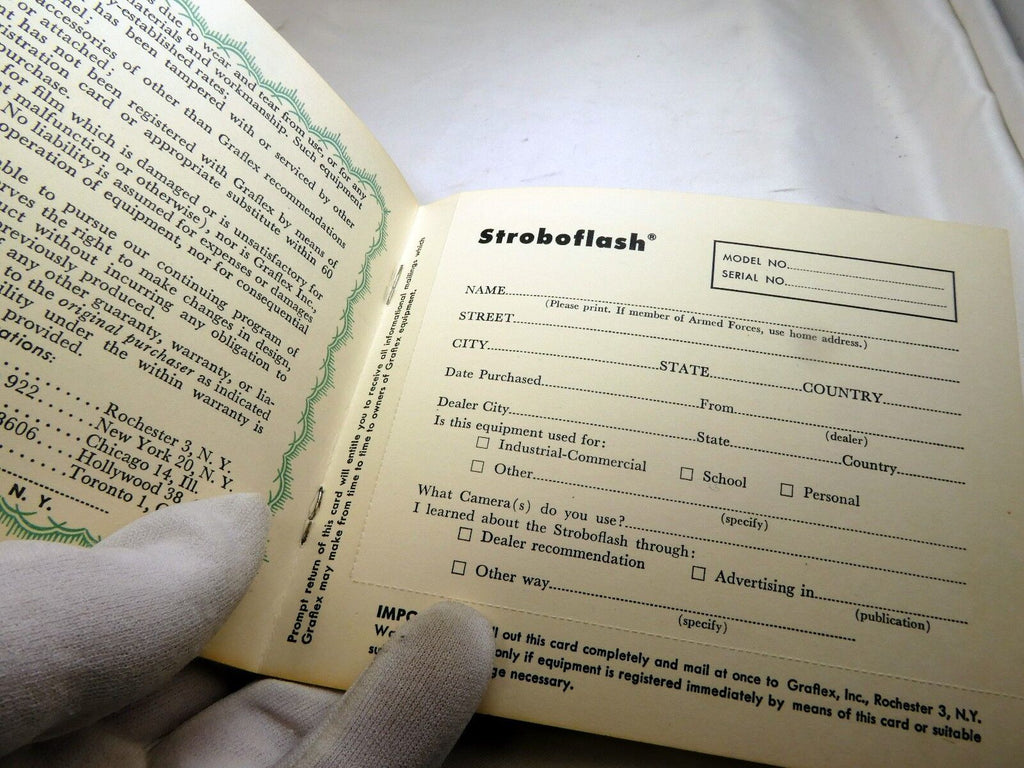 s due to wear and tear from use, or for any
materials and workmanship. Such equipment
nel; has established rates;
has been tampered with or serviced by other
accessories of other than Graflex recommendations
or attached;
t has not been registered with Graflex by means of
istration card or appropriate substitute within 60
purchase.
for film which is damaged or is unsatisfactory for
malfunction or otherwise); nor is Graflex Inc.
No liability is assumed for expenses or damages
operation of equipment, nor for consequential
able to pursue our continuing program of
rves the right to make changes in design,
uct without incurring any obligation to
previously produced.
any other guaranty, warranty, or lia-
to the original purchaser as indicated
ility under the within warranty is
provided.
ations:
........Rochester 3, N. Y.
922.......New York 20, N. Y.
........Chicago 14, Ill.
3606........Hollywood 38
........Toronto 1,
N. Y.
Prompt return of this card will entitle you to receive all informational mailings which
Graflex may make from time to time to owners of Graflex equipment.
Stroboflash®
MODEL NO.
SERIAL NO.
NAME
(Please print. If member of Armed Forces, use home address.)
STREET
CITY STATE COUNTRY
Date Purchased From
(dealer)
Dealer City State Country
Is this equipment used for:
☐ Industrial-Commercial ☐ School ☐ Personal
☐ Other
(specify)
What Camera(s) do you use?
I learned about the Stroboflash through:
☐ Dealer recommendation ☐ Advertising in
(publication)
☐ Other way
(specify)
IMPO
ll out this card completely and mail at once to Graflex, Inc., Rochester 3, N.Y.
Wa only if equipment is registered immediately by means of this card or suitable
su ge necessary.